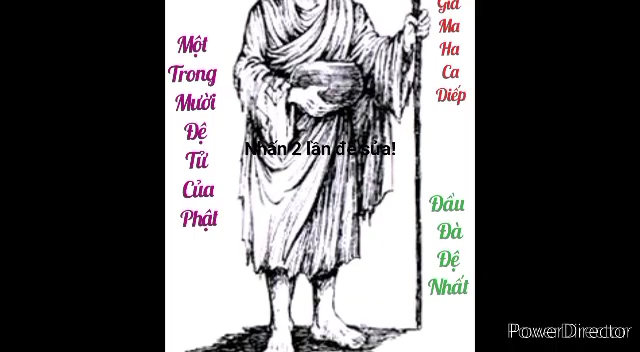 Một
Trong
Mười
Đệ
Tử
Của
Phật
Già
Ma
Ha
Ca
Diếp
Nhấn 2 lần để sửa!
Đầu
Đà
Đệ
Nhất
PowerDirector